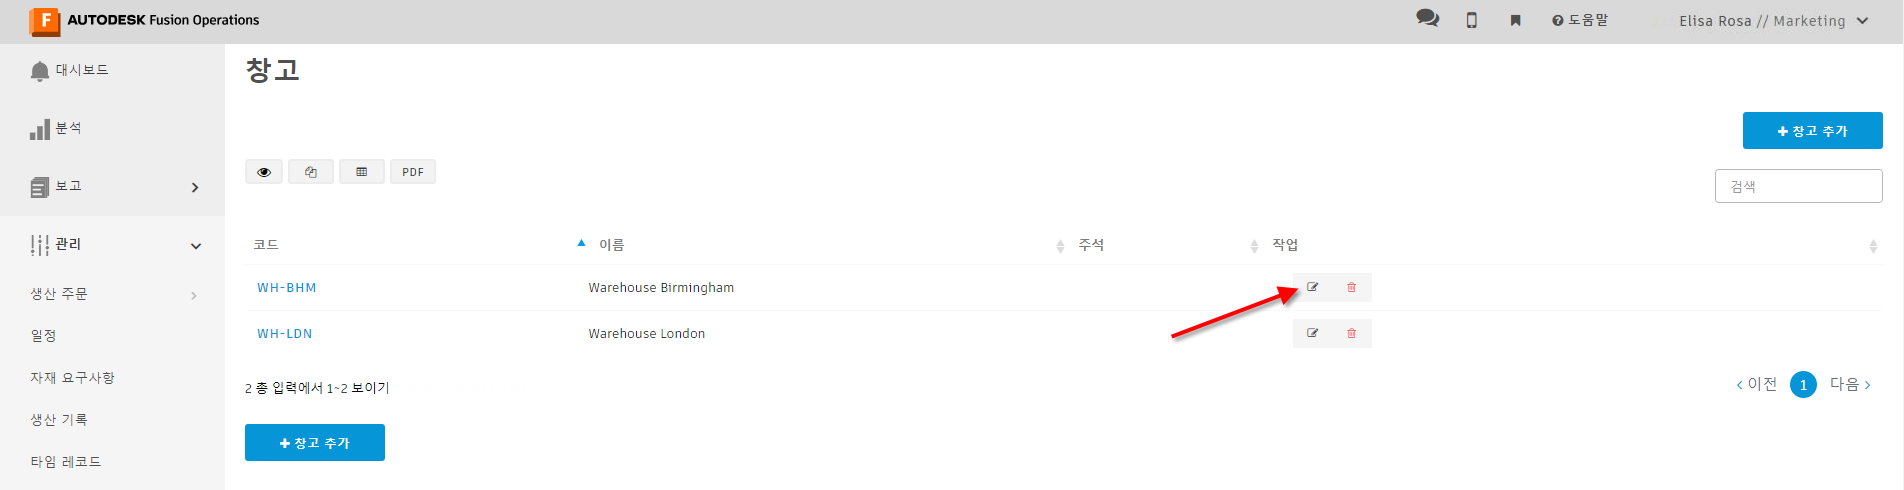 AUTODESK Fusion Operations
도움말
Elisa Rosa // Marketing
대시보드
분석
보고
관리
생산 주문
일정
자재 요구사항
생산 기록
타임 레코드
창고
+ 창고 추가
PDF
검색
코드 이름 주석 작업
WH-BHM Warehouse Birmingham
WH-LDN Warehouse London
2 총 입력에서 1~2 보이기
< 이전 1 다음 >
+ 창고 추가